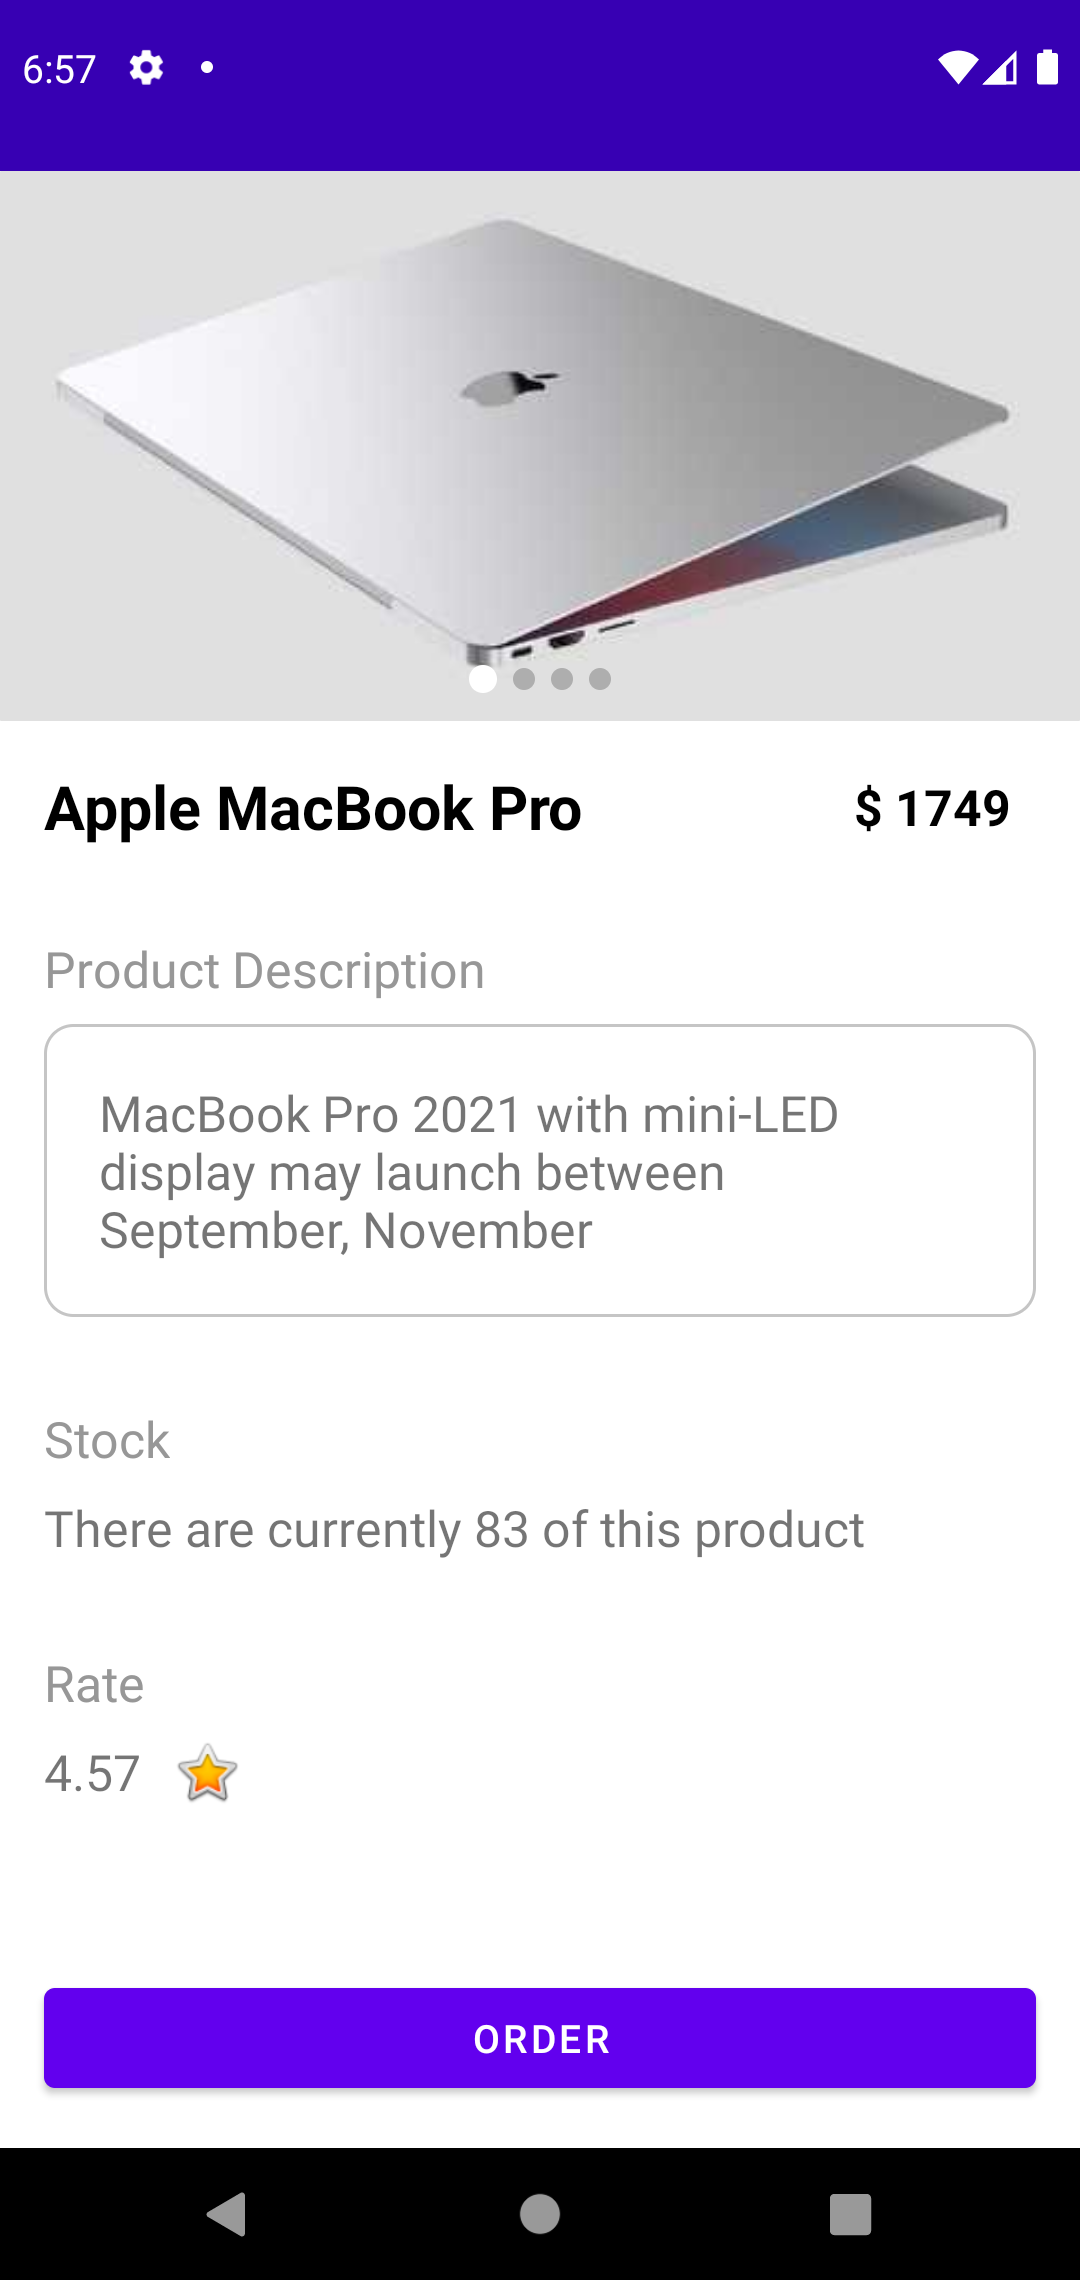 6:57
Apple MacBook Pro
$ 1749
Product Description
MacBook Pro 2021 with mini-LED
display may launch between
September, November
Stock
There are currently 83 of this product
Rate
4.57
ORDER